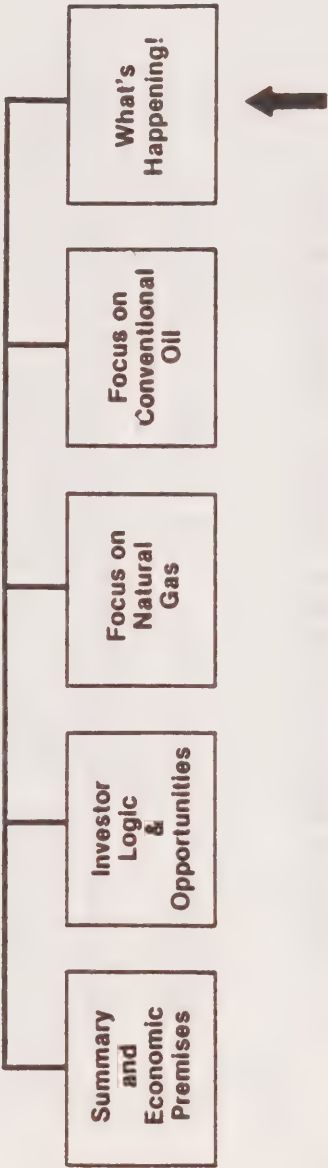 Summary
and
Economic
Premises
Investor
Logic
&
Opportunities
Focus on
Natural
Gas
Focus on
Conventional
Oil
What's
Happening!